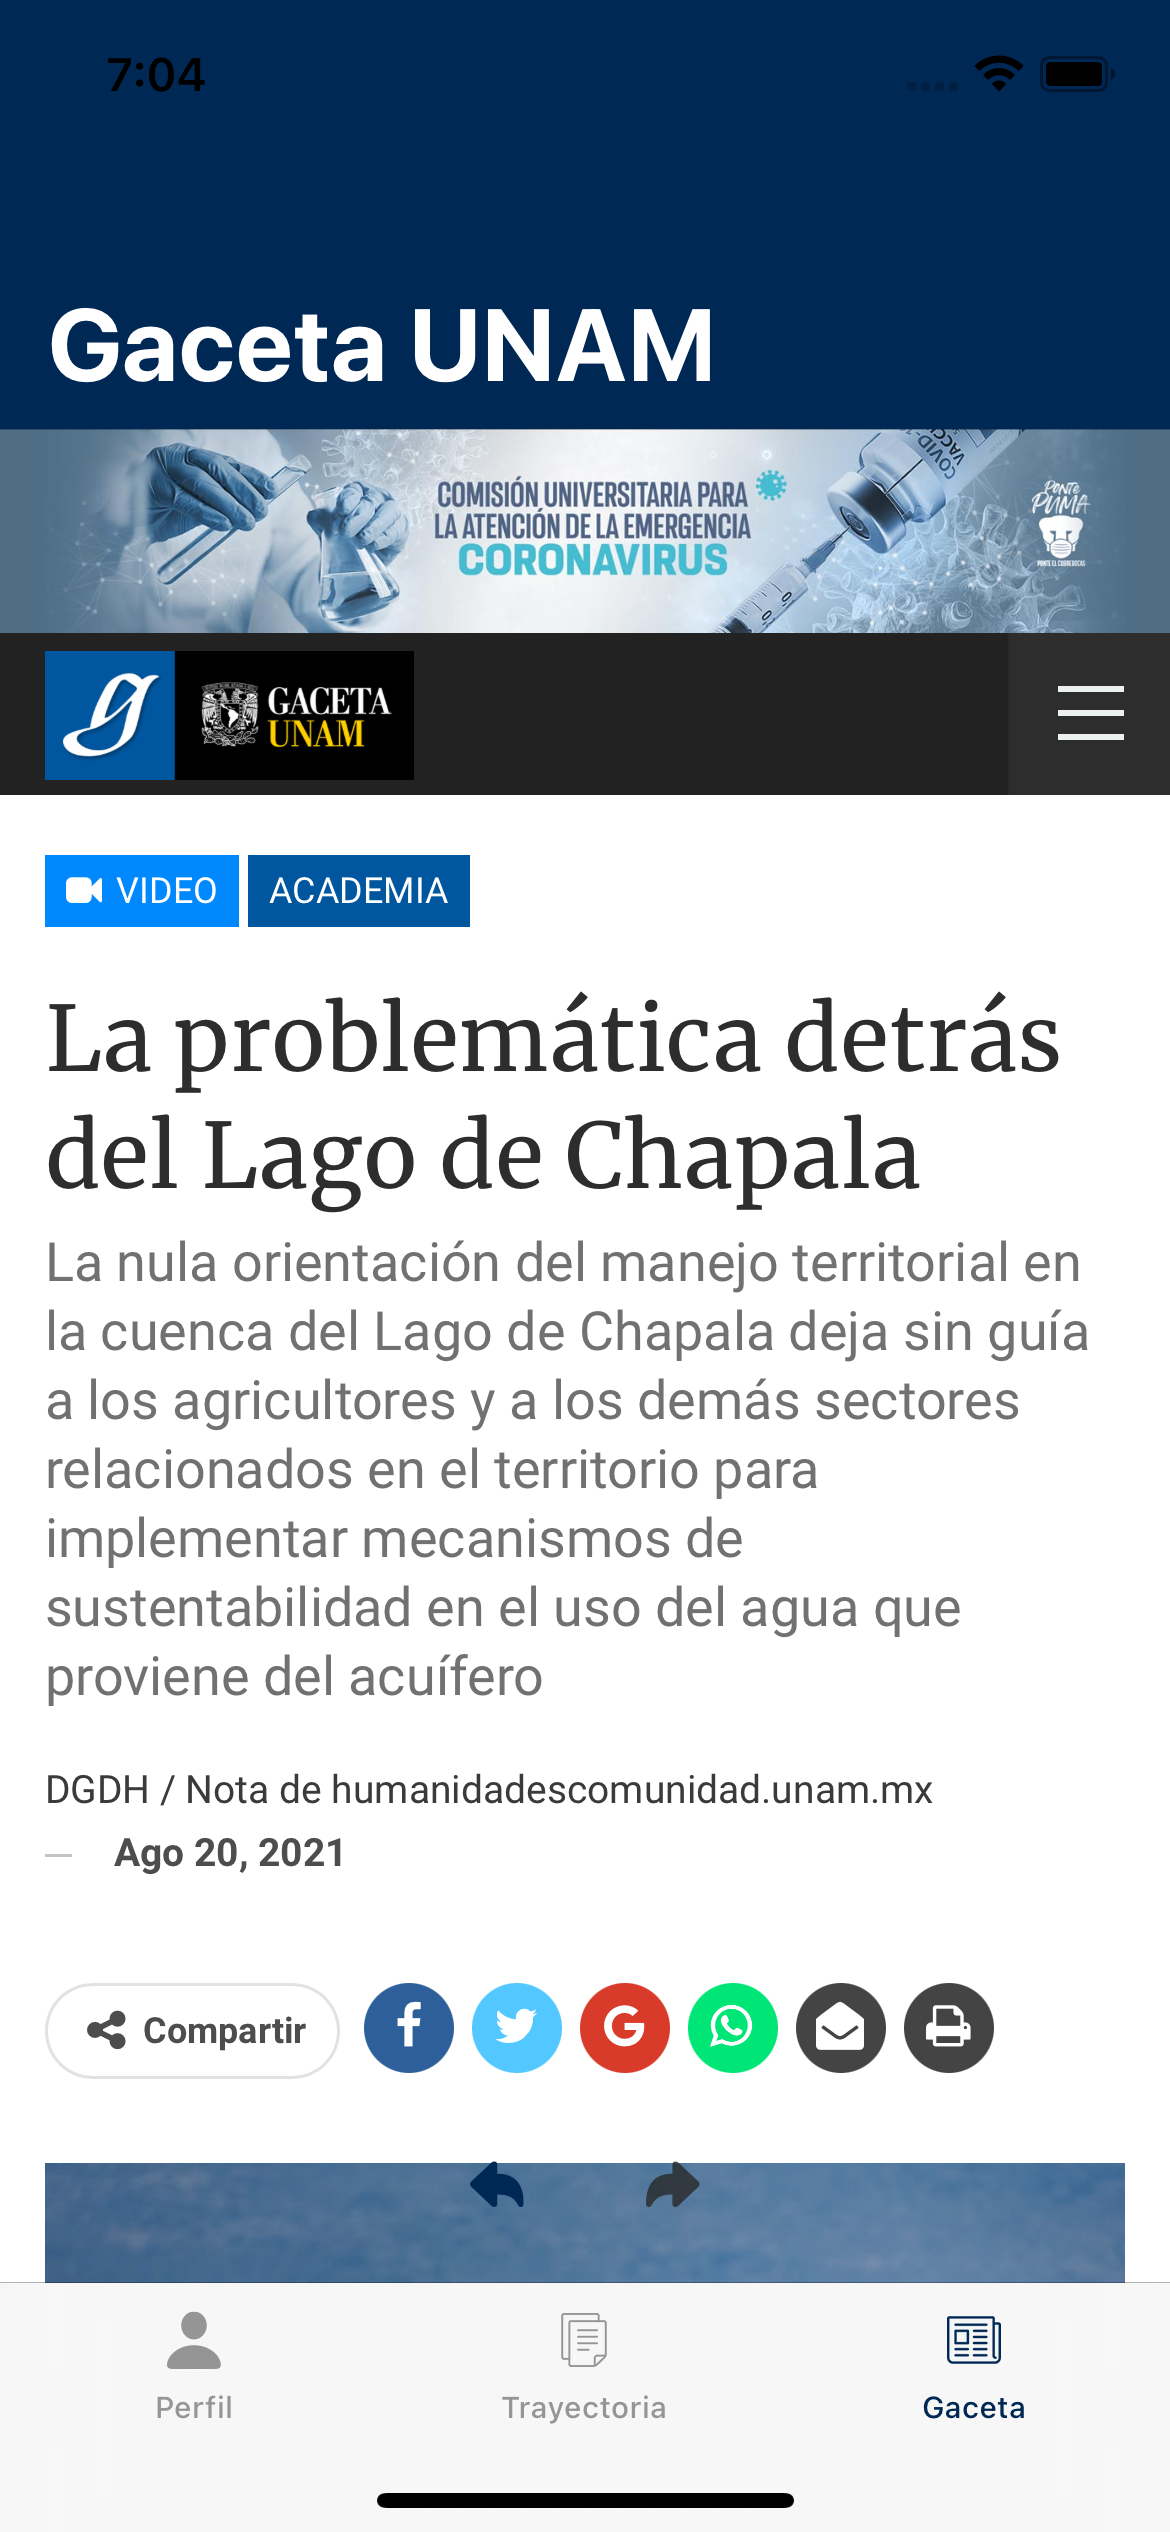 7:04
Gaceta UNAM
COMISIÓN UNIVERSITARIA PARA
LA ATENCIÓN DE LA EMERGENCIA
CORONAVIRUS
COVID-1
VACC
PONTE
PUMA
PONTE EL CUBREBOCAS
g
GACETA
UNAM
VIDEO
ACADEMIA
La problemática detrás
del Lago de Chapala
La nula orientación del manejo territorial en
la cuenca del Lago de Chapala deja sin guía
a los agricultores y a los demás sectores
relacionados en el territorio para
implementar mecanismos de
sustentabilidad en el uso del agua que
proviene del acuífero
DGDH / Nota de humanidadescomunidad.unam.mx
Ago 20, 2021
Compartir
Perfil
Trayectoria
Gaceta